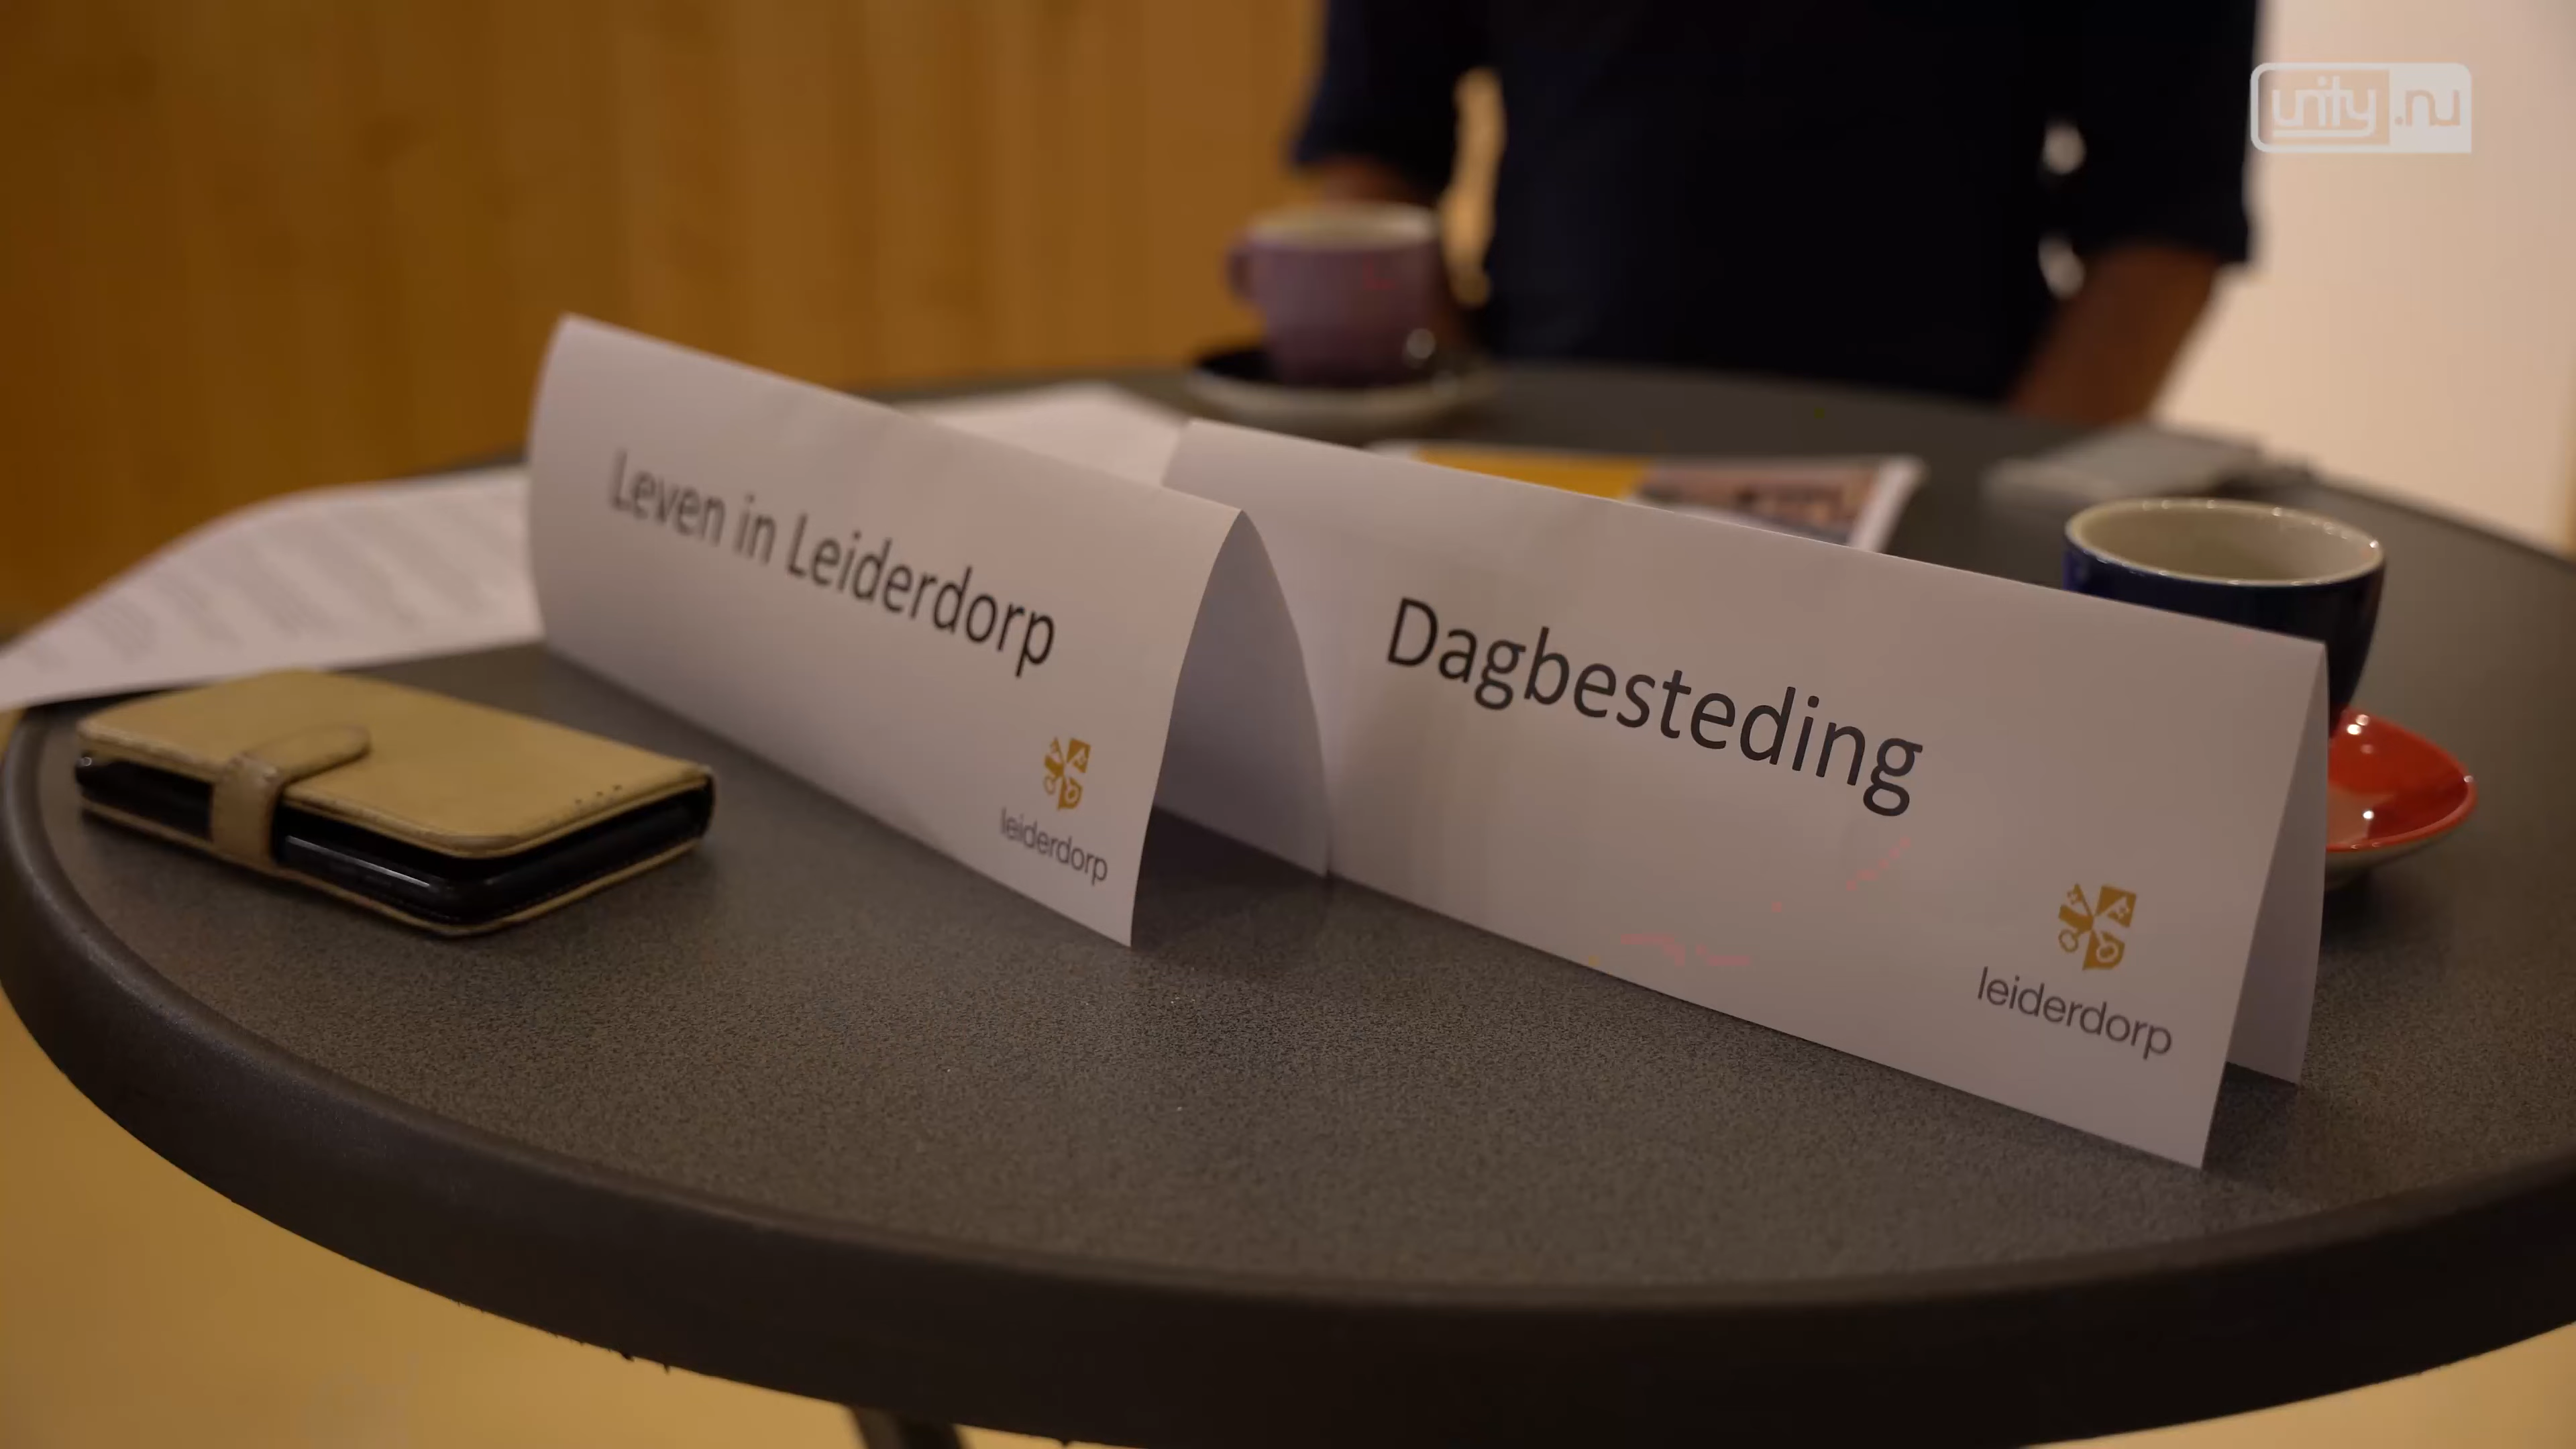 unity.nu
Leven in Leiderdorp
leiderdorp
Dagbesteding
leiderdorp